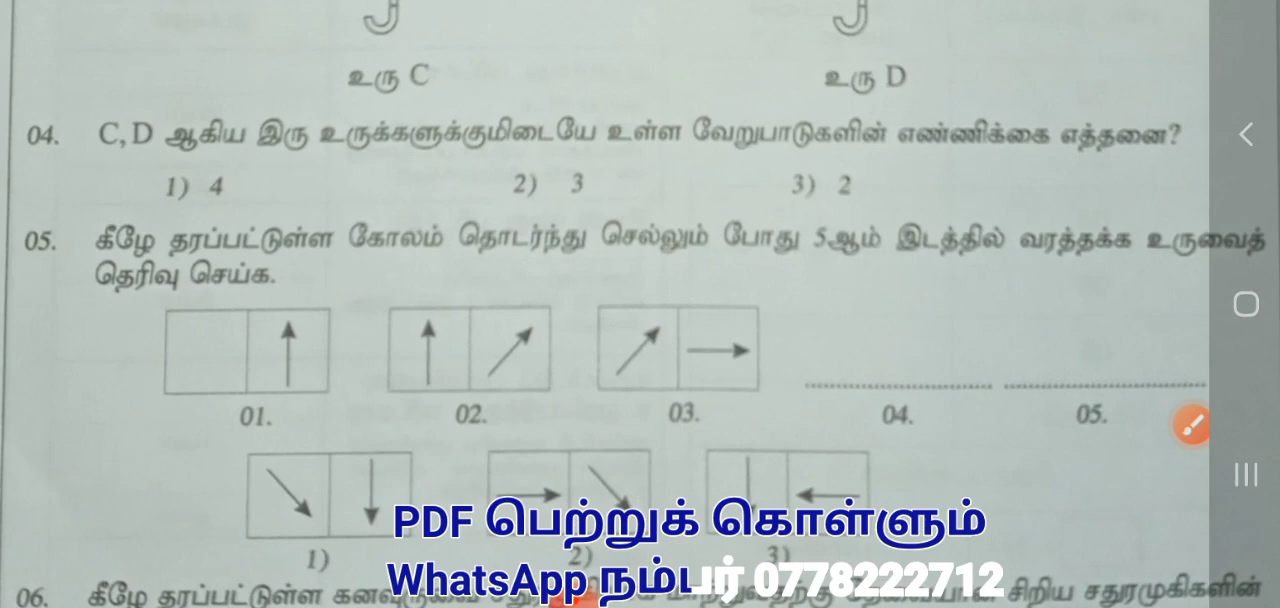 உரு C உரு D
04. C, D ஆகிய இரு உருக்களுக்குமிடையே உள்ள வேறுபாடுகளின் எண்ணிக்கை எத்தனை?
1) 4 2) 3 3) 2
05. கீழே தரப்பட்டுள்ள கோலம் தொடர்ந்து செல்லும் போது 5ஆம் இடத்தில் வரத்தக்க உருவைத்
தெரிவு செய்க.
01. 02. 03. 04. 05.
PDF பெற்றுக் கொள்ளும்
1) 2) 3)
WhatsApp நம்பர் 0778222712
06. கீழே தரப்பட்டுள்ள சிறிய சதுரமுகிகளின்